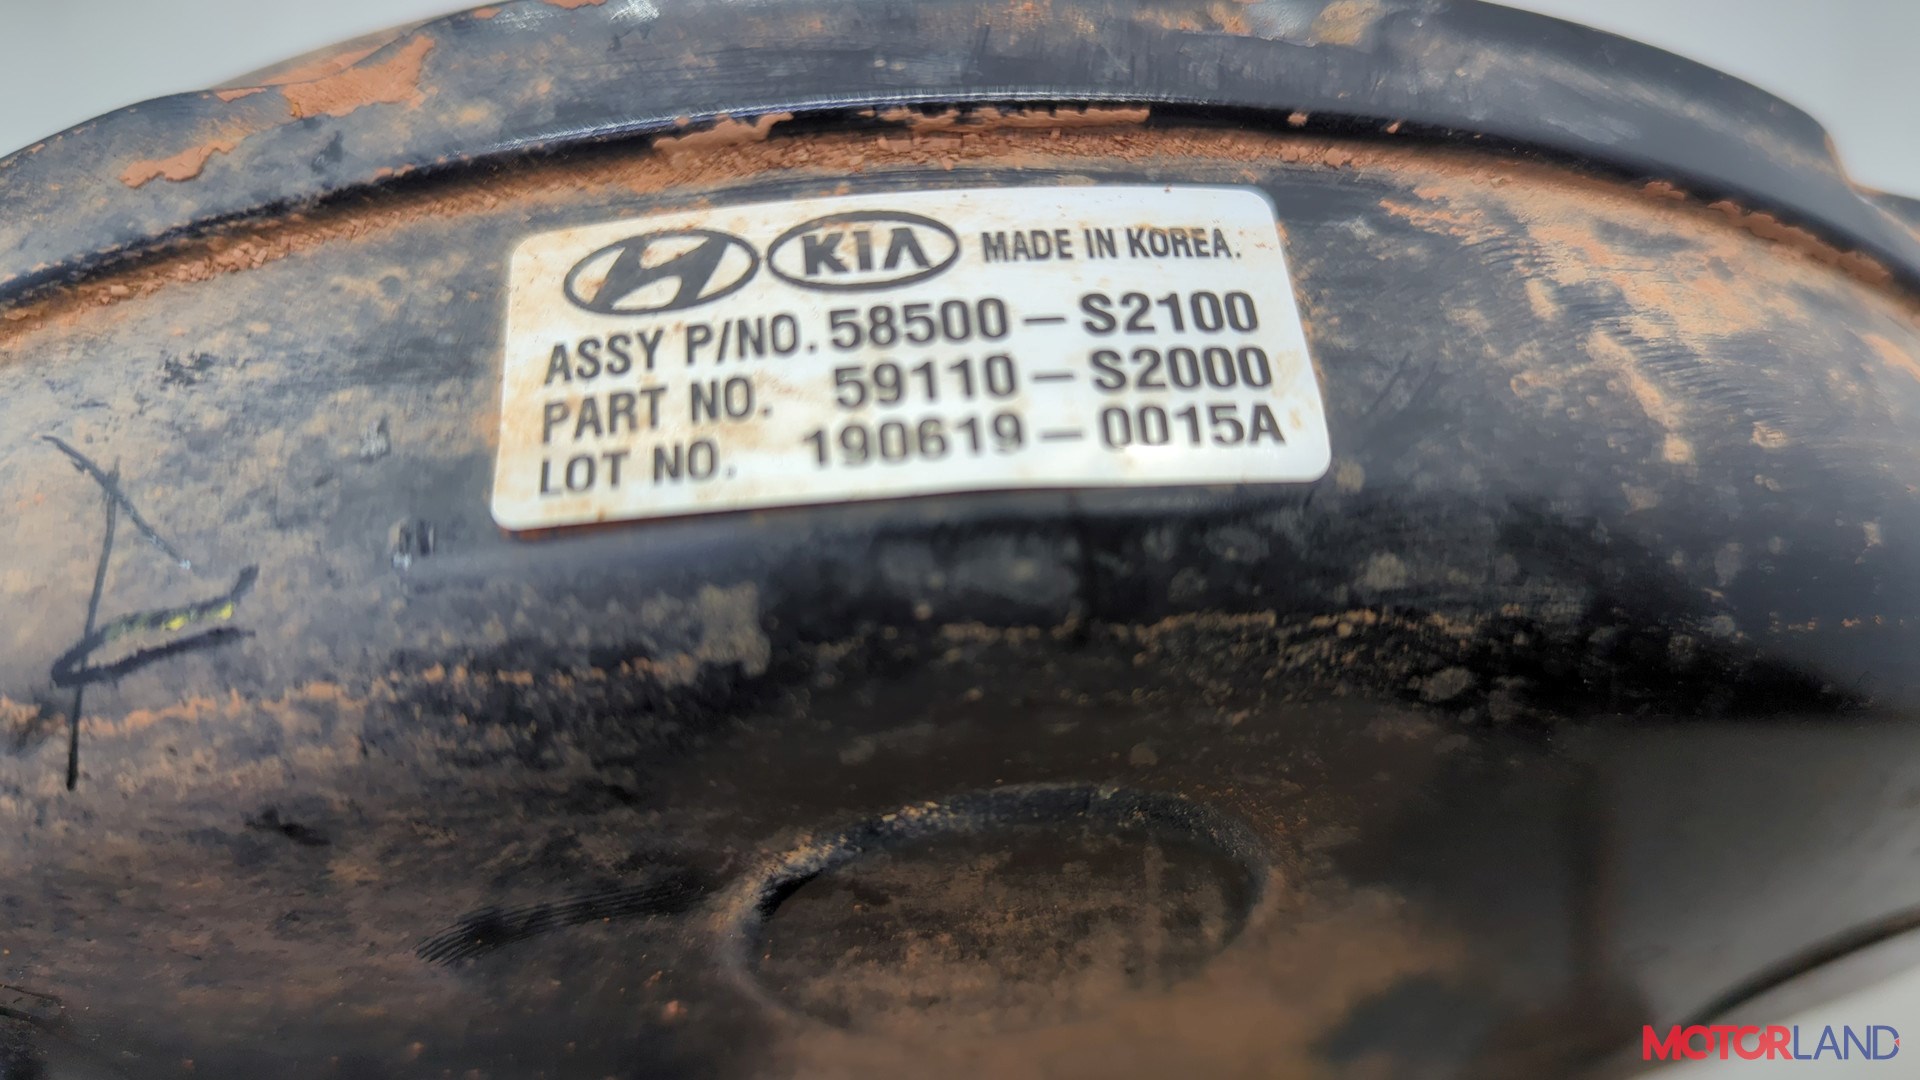 KIA MADE IN KOREA.
ASSY P/NO. 58500-S2100
PART NO. 59110-S2000
LOT NO. 190619-0015A
MOTORLAND